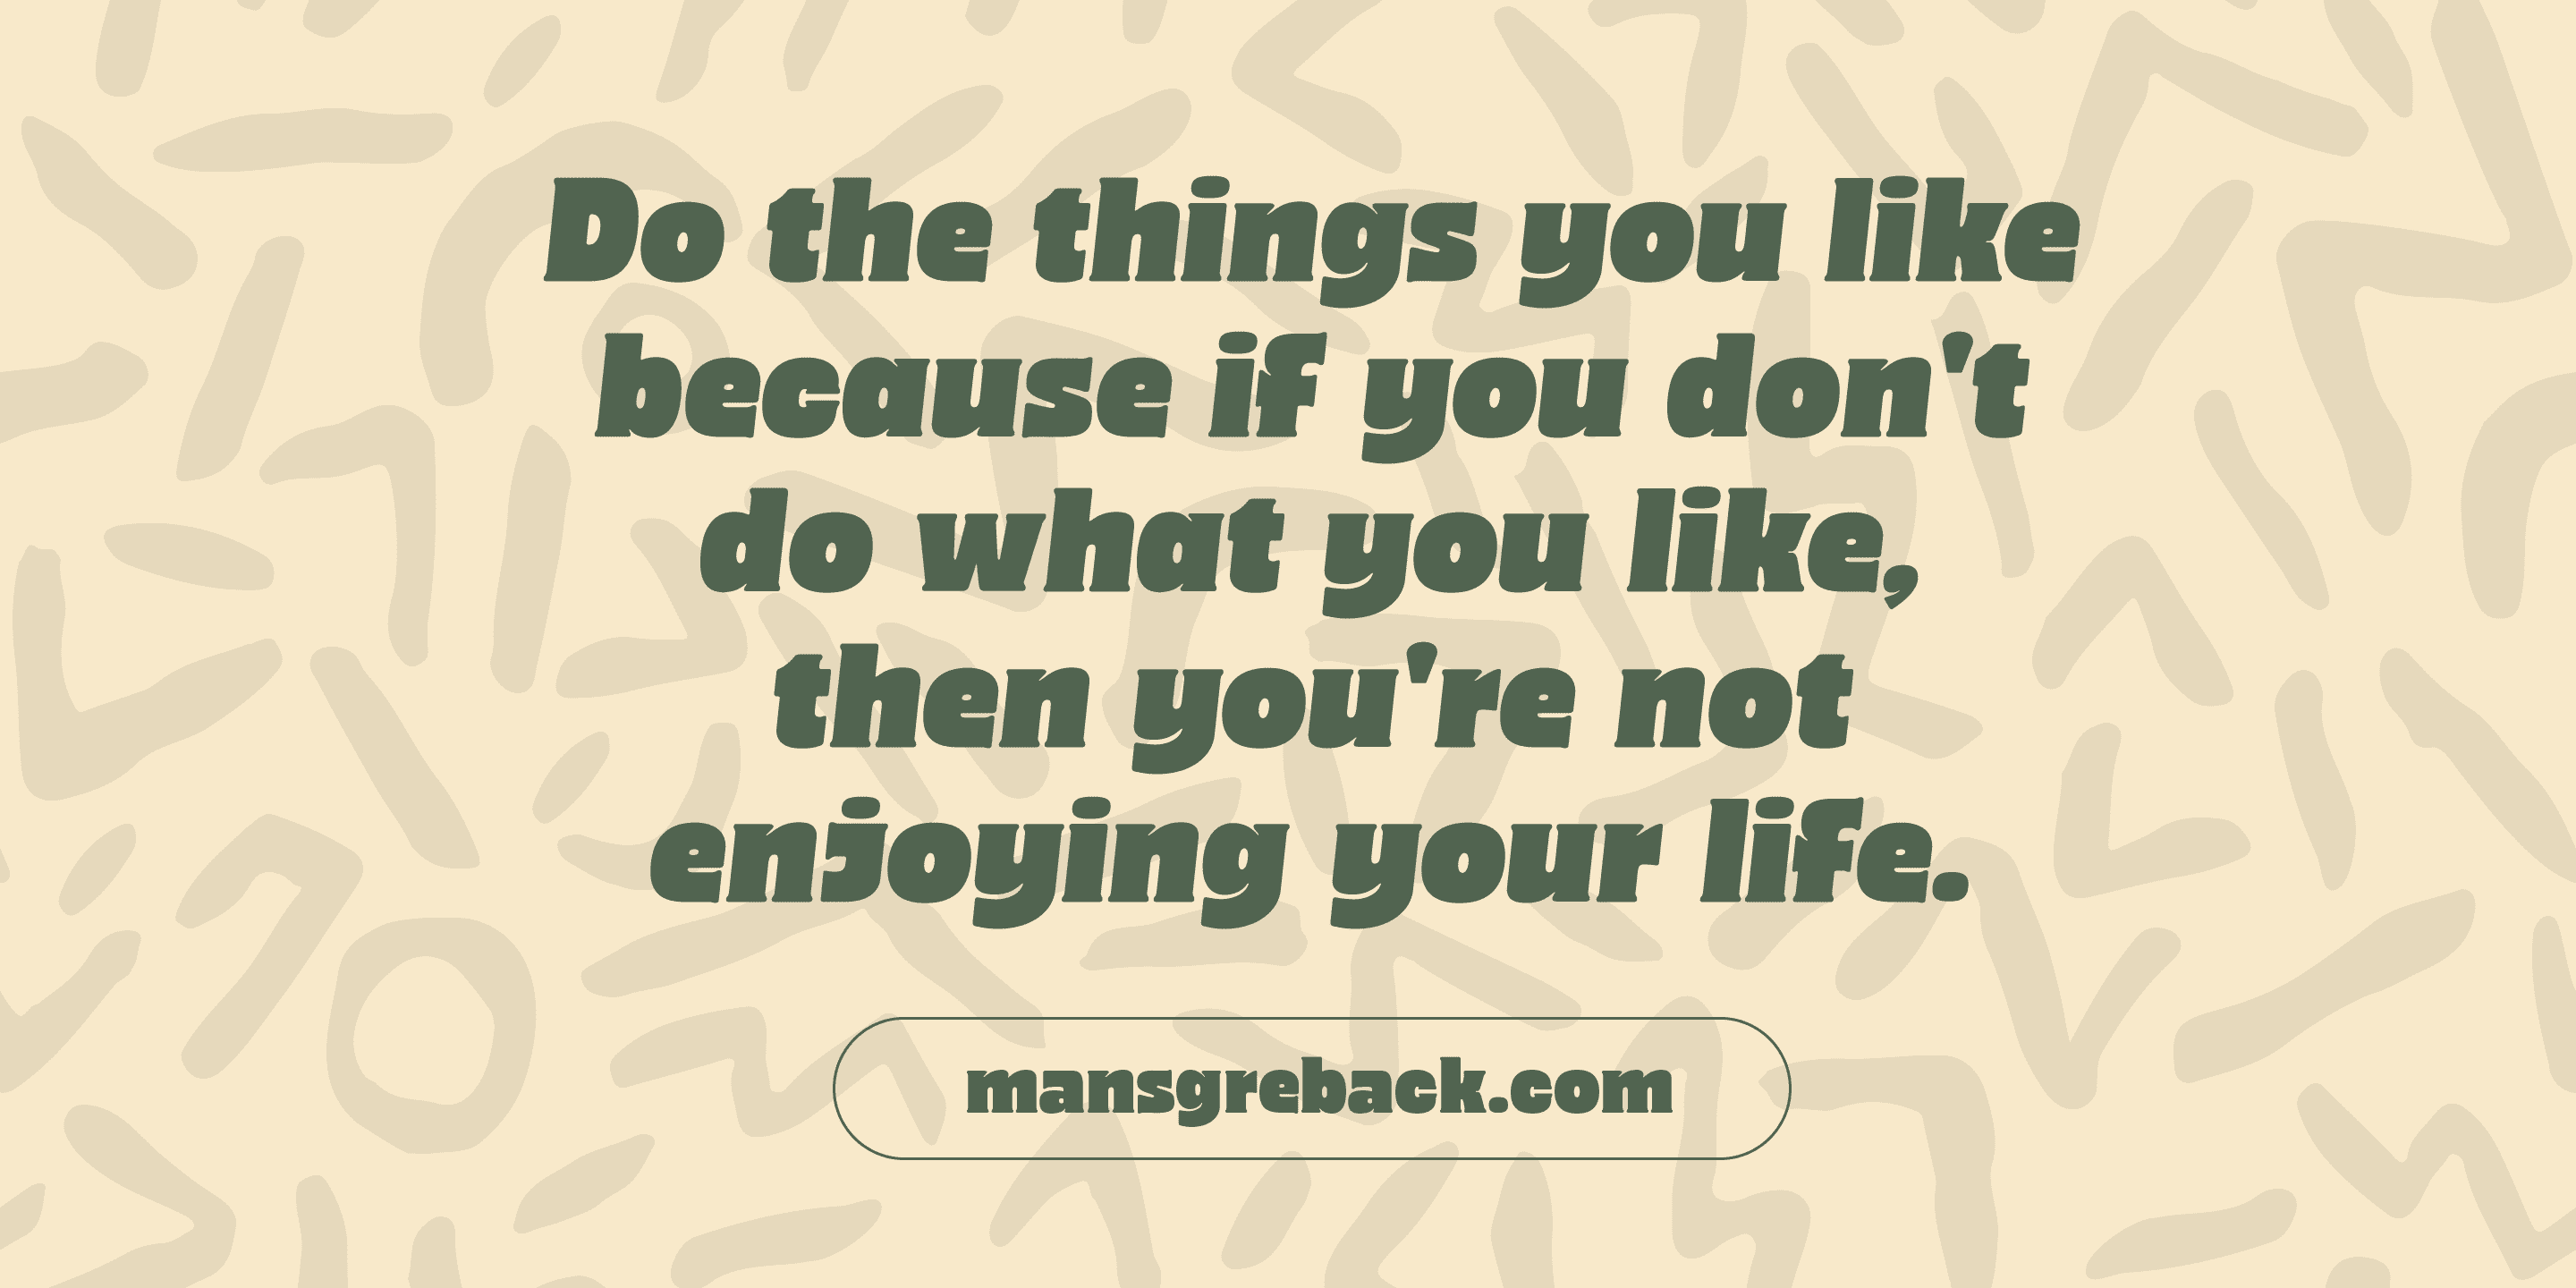 Do the things you like
because if you don't
do what you like,
then you're not
enjoying your life.
mansgreback.com